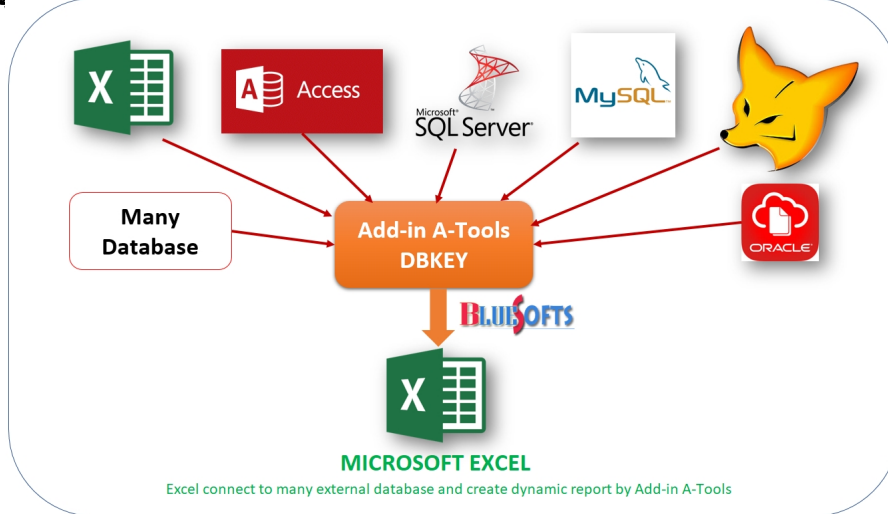 X
A
Access
Microsoft®
SQL Server®
MySQL
ORACLE
Many
Database
Add-in A-Tools
DBKEY
BLUESOFTS
X
MICROSOFT EXCEL
Excel connect to many external database and create dynamic report by Add-in A-Tools